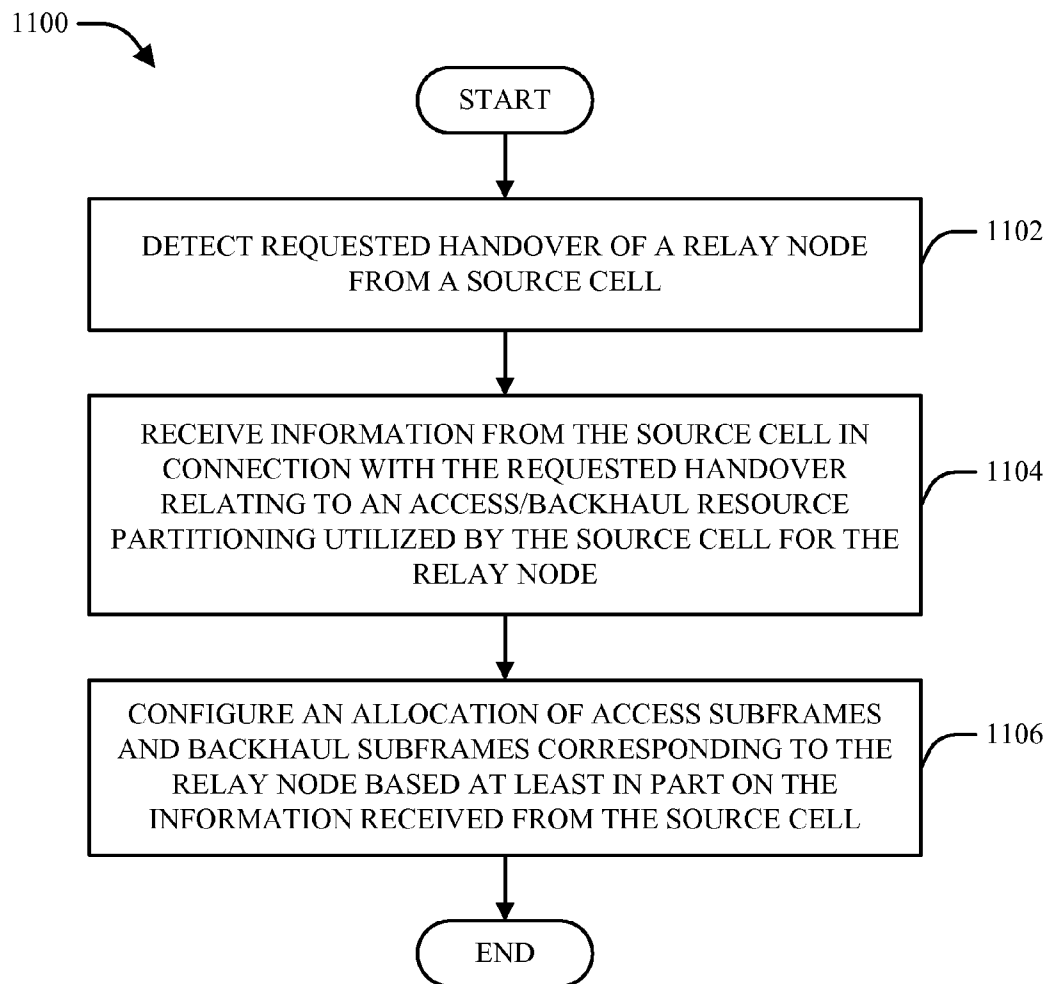 1100
START
DETECT REQUESTED HANDOVER OF A RELAY NODE
FROM A SOURCE CELL
1102
RECEIVE INFORMATION FROM THE SOURCE CELL IN
CONNECTION WITH THE REQUESTED HANDOVER
RELATING TO AN ACCESS/BACKHAUL RESOURCE
PARTITIONING UTILIZED BY THE SOURCE CELL FOR THE
RELAY NODE
1104
CONFIGURE AN ALLOCATION OF ACCESS SUBFRAMES
AND BACKHAUL SUBFRAMES CORRESPONDING TO THE
RELAY NODE BASED AT LEAST IN PART ON THE
INFORMATION RECEIVED FROM THE SOURCE CELL
1106
END